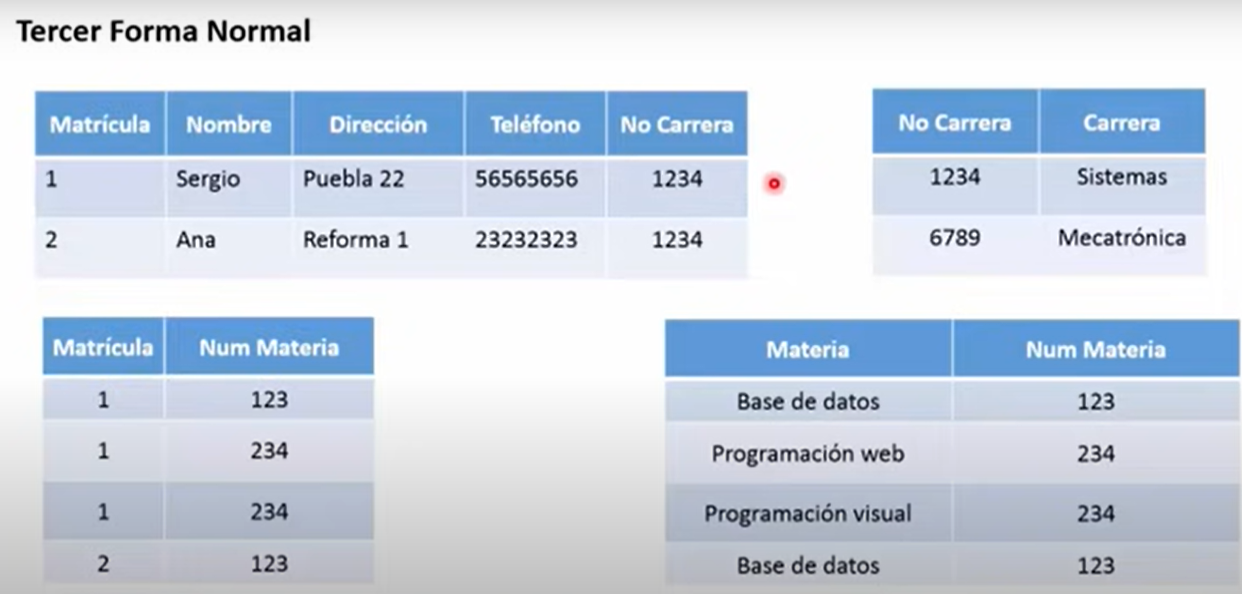 Tercer Forma Normal
Matrícula Nombre Dirección Teléfono No Carrera
1 Sergio Puebla 22 56565656 1234
2 Ana Reforma 1 23232323 1234
No Carrera Carrera
1234 Sistemas
6789 Mecatrónica
Matrícula Num Materia
1 123
1 234
1 234
2 123
Materia Num Materia
Base de datos 123
Programación web 234
Programación visual 234
Base de datos 123